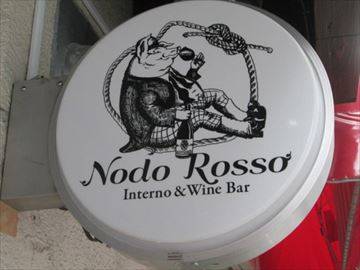 Nodo Rosso
Interno & Wine Bar